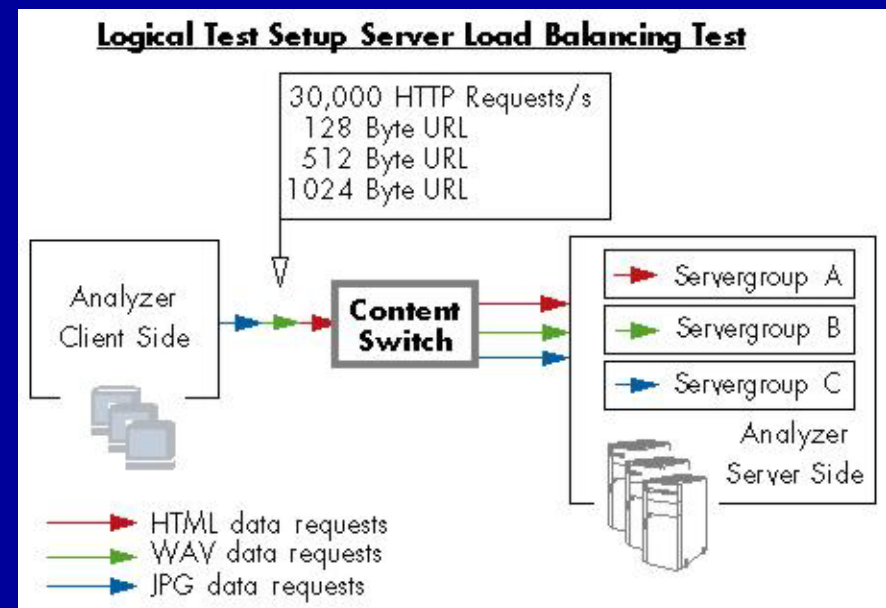 Logical Test Setup Server Load Balancing Test
30,000 HTTP Requests/s
128 Byte URL
512 Byte URL
1024 Byte URL
Analyzer
Client Side
Content
Switch
Servergroup A
Servergroup B
Servergroup C
Analyzer
Server Side
HTML data requests
WAV data requests
JPG data requests